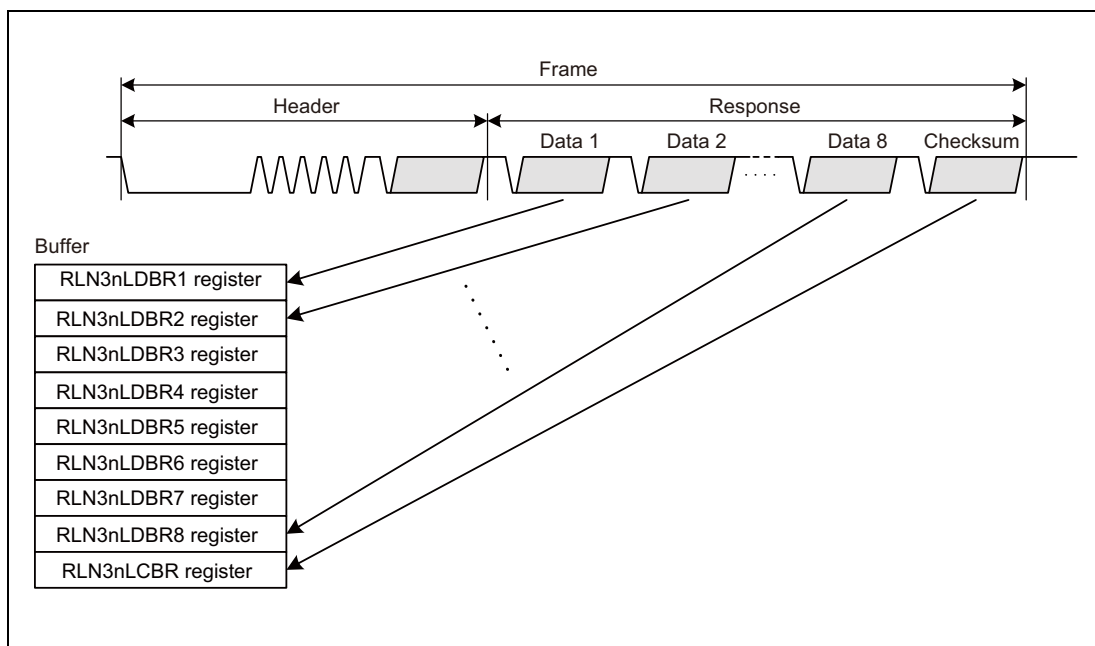 Frame
Header
Response
Data 1
Data 2
Data 8
Checksum
Buffer
RLN3nLDBR1 register
RLN3nLDBR2 register
RLN3nLDBR3 register
RLN3nLDBR4 register
RLN3nLDBR5 register
RLN3nLDBR6 register
RLN3nLDBR7 register
RLN3nLDBR8 register
RLN3nLCBR register